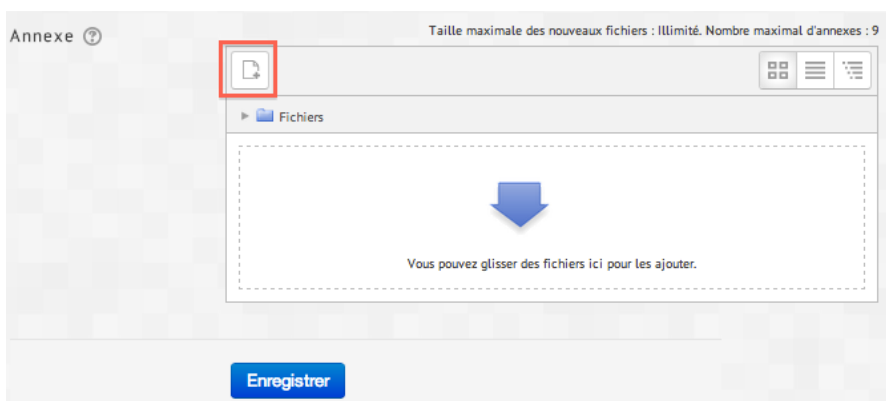 Annexe ?
Taille maximale des nouveaux fichiers : Illimité. Nombre maximal d'annexes : 9
Fichiers
Vous pouvez glisser des fichiers ici pour les ajouter.
Enregistrer